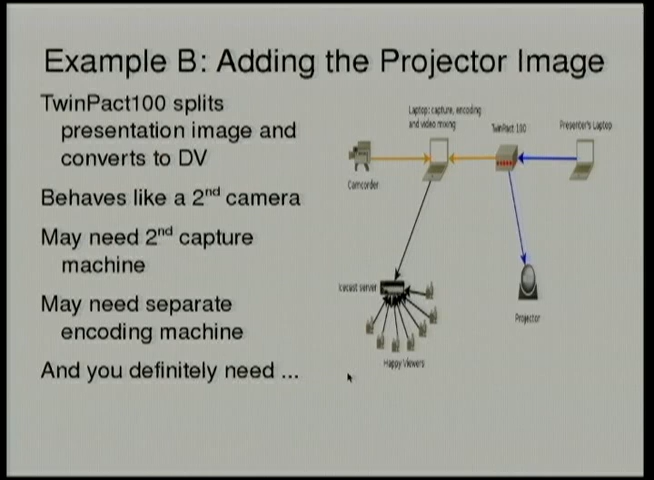 Example B: Adding the Projector Image
TwinPact100 splits
presentation image and
converts to DV
Behaves like a 2nd camera
May need 2nd capture
machine
May need separate
encoding machine
And you definitely need ...
Laptop: capture, encoding
and video mixing
TwinPact 100
Presenter's Laptop
Camcorder
Icecast server
Projector
Happy Viewers